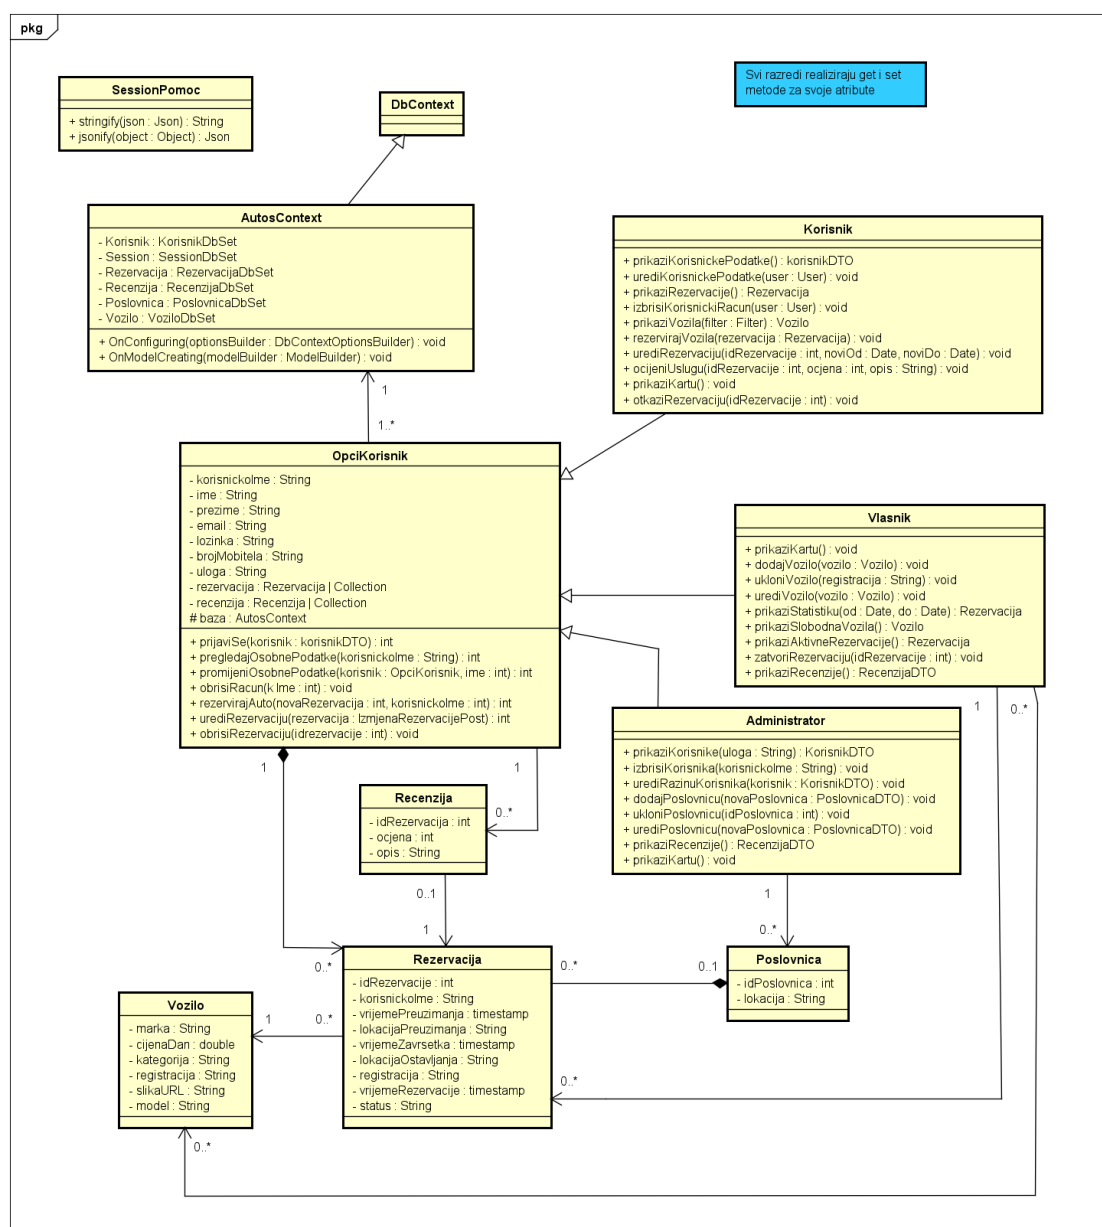 pkg
SessionPomoc
+ stringify(json : Json) : String
+ jsonify(object : Object) : Json
DbContext
Svi razredi realiziraju get i set
metode za svoje atribute
AutosContext
- Korisnik : KorisnikDbSet
- Session : SessionDbSet
- Rezervacija : RezervacijaDbSet
- Recenzija : RecenzijaDbSet
- Poslovnica : PoslovnicaDbSet
- Vozilo : VoziloDbSet
+ OnConfiguring(optionsBuilder : DbContextOptionsBuilder) : void
+ OnModelCreating(modelBuilder : ModelBuilder) : void
Korisnik
+ prikaziKorisnickePodatke() : korisnikDTO
+ urediKorisnickePodatke(user : User) : void
+ prikaziRezervacije() : Rezervacija
+ izbrisiKorisnickiRacun(user : User) : void
+ prikaziVozila(filter : Filter) : Vozilo
+ rezervirajVozila(rezervacija : Rezervacija) : void
+ urediRezervaciju(idRezervacije : int, noviOd : Date, noviDo : Date) : void
+ ocijeniUslugu(idRezervacije : int, ocjena : int, opis : String) : void
+ prikaziKartu() : void
+ otkaziRezervaciju(idRezervacije : int) : void
1
1..*
OpciKorisnik
- korisnickoIme : String
- ime : String
- prezime : String
- email : String
- lozinka : String
- brojMobitela : String
- uloga : String
- rezervacija : Rezervacija | Collection
- recenzija : Recenzija | Collection
# baza : AutosContext
+ prijaviSe(korisnik : korisnikDTO) : int
+ pregledajOsobnePodatke(korisnickoIme : String) : int
+ promijeniOsobnePodatke(korisnik : OpciKorisnik, ime : int) : int
+ obrisiRacun(k Ime : int) : void
+ rezervirajAuto(novaRezervacija : int, korisnickoIme : int) : int
+ urediRezervaciju(rezervacija : IzmjenaRezervacijePost) : int
+ obrisiRezervaciju(idrezervacije : int) : void
Vlasnik
+ prikaziKartu() : void
+ dodajVozilo(vozilo : Vozilo) : void
+ ukloniVozilo(registracija : String) : void
+ urediVozilo(vozilo : Vozilo) : void
+ prikaziStatistiku(od : Date, do : Date) : Rezervacija
+ prikaziSlobodnaVozila() : Vozilo
+ prikaziAktivneRezervacije() : Rezervacija
+ zatvoriRezervaciju(idRezervacije : int) : void
+ prikaziRecenzije() : RecenzijaDTO
1
0..*
Administrator
+ prikaziKorisnike(uloga : String) : KorisnikDTO
+ izbrisiKorisnika(korisnickoIme : String) : void
+ urediRazinuKorisnika(korisnik : KorisnikDTO) : void
+ dodajPoslovnicu(novaPoslovnica : PoslovnicaDTO) : void
+ ukloniPoslovnicu(idPoslovnica : int) : void
+ urediPoslovnicu(novaPoslovnica : PoslovnicaDTO) : void
+ prikaziRecenzije() : RecenzijaDTO
+ prikaziKartu() : void
1
1
0..*
Recenzija
- idRezervacija : int
- ocjena : int
- opis : String
0..1
1
1
0..*
0..*
Rezervacija
- idRezervacije : int
- korisnickoIme : String
- vrijemePreuzimanja : timestamp
- lokacijaPreuzimanja : String
- vrijemeZavrsetka : timestamp
- lokacijaOstavljanja : String
- registracija : String
- vrijemeRezervacije : timestamp
- status : String
0..*
0..1
Poslovnica
- idPoslovnica : int
- lokacija : String
Vozilo
- marka : String
- cijenaDan : double
- kategorija : String
- registracija : String
- slikaURL : String
- model : String
1
0..*
0..*
0..*